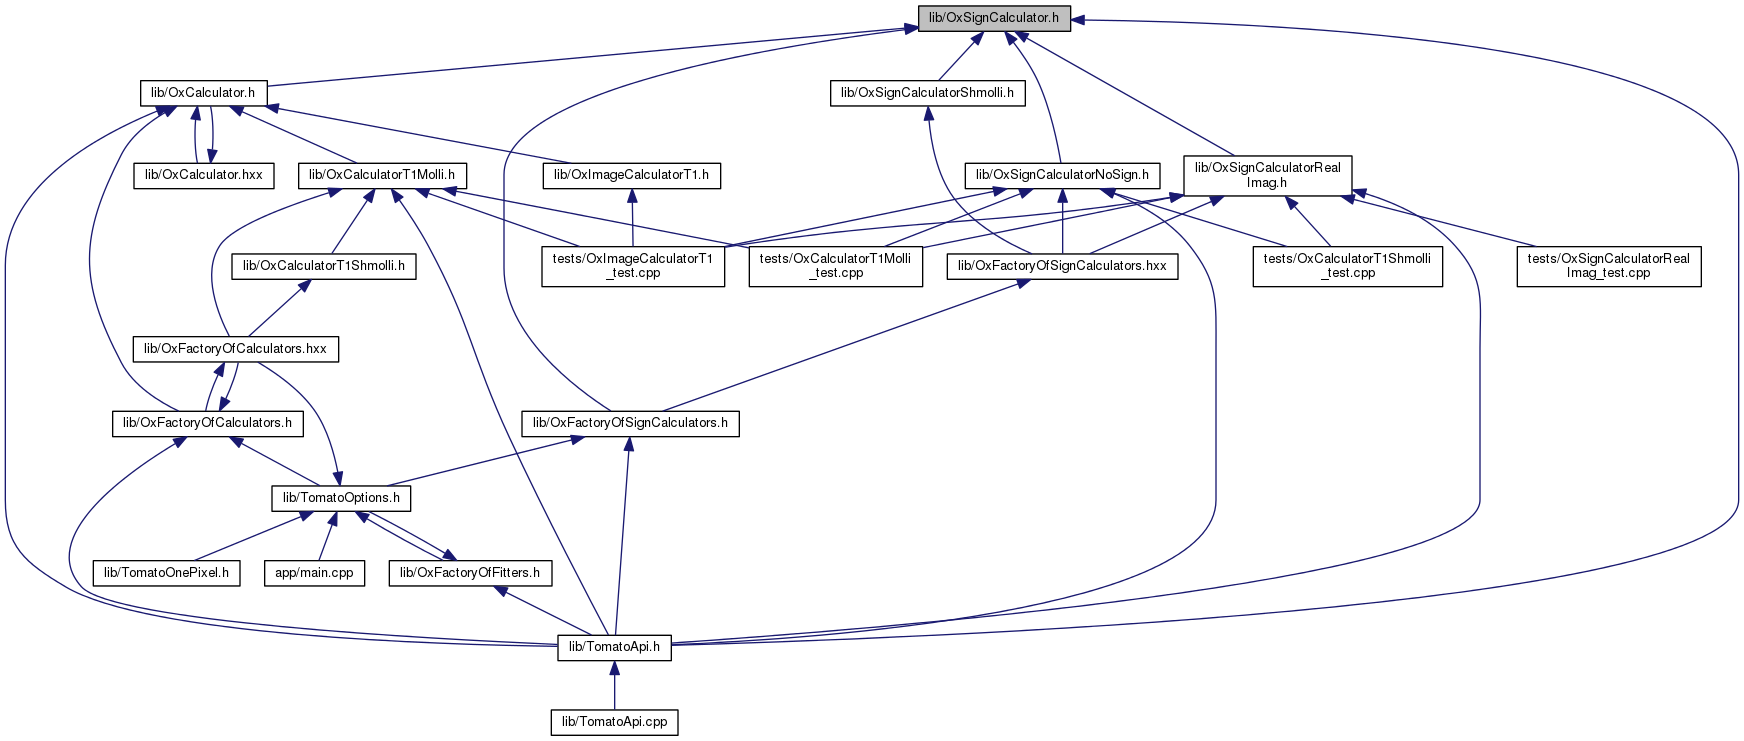 lib/OxSignCalculator.h
lib/OxCalculator.h
lib/OxSignCalculatorShmolli.h
lib/OxCalculator.hxx
lib/OxCalculatorT1Molli.h
lib/OxImageCalculatorT1.h
lib/OxSignCalculatorNoSign.h
lib/OxSignCalculatorReal
Imag.h
lib/OxCalculatorT1Shmolli.h
tests/OxImageCalculatorT1
_test.cpp
tests/OxCalculatorT1Molli
_test.cpp
lib/OxFactoryOfSignCalculators.hxx
tests/OxCalculatorT1Shmolli
_test.cpp
tests/OxSignCalculatorReal
Imag_test.cpp
lib/OxFactoryOfCalculators.hxx
lib/OxFactoryOfCalculators.h
lib/OxFactoryOfSignCalculators.h
lib/TomatoOptions.h
lib/TomatoOnePixel.h
app/main.cpp
lib/OxFactoryOfFitters.h
lib/TomatoApi.h
lib/TomatoApi.cpp